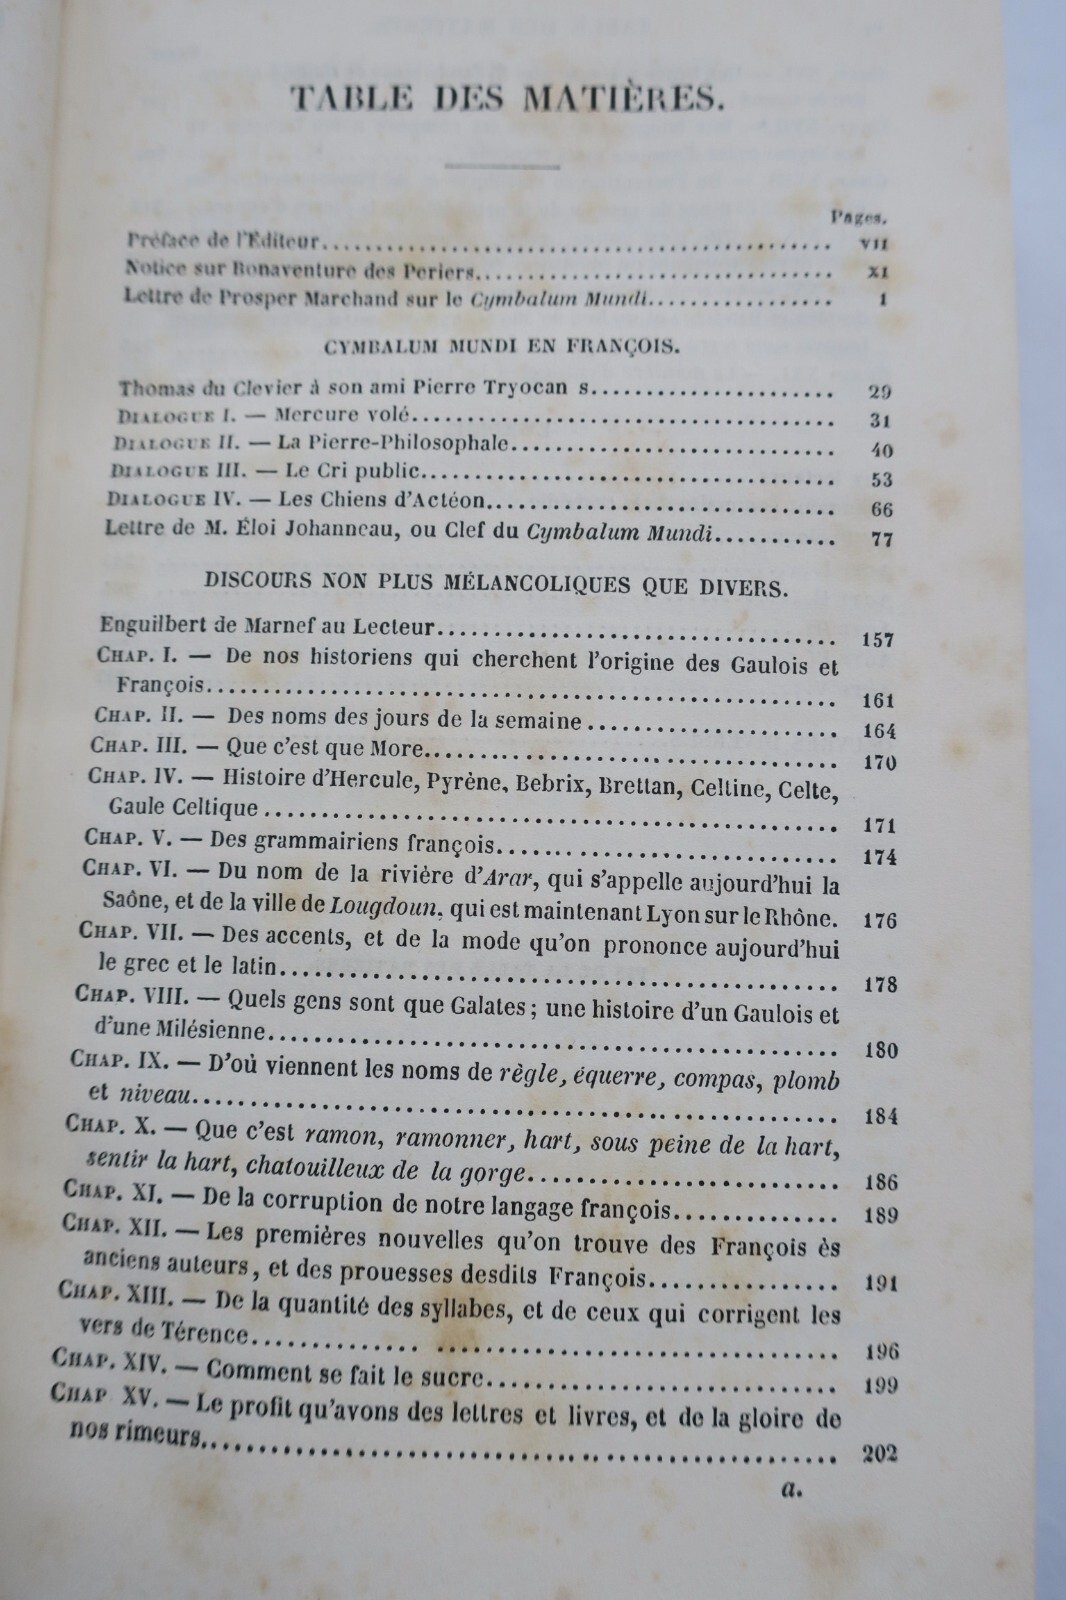 TABLE DES MATIÈRES.
Pages.
Préface de l'Éditeur........................................ VII
Notice sur Bonaventure des Periers............................ XI
Lettre de Prosper Marchand sur le Cymbalum Mundi................ 1
CYMBALUM MUNDI EN FRANÇOIS.
Thomas du Clevier à son ami Pierre Tryocan s..................... 29
DIALOGUE I. — Mercure volé.................................... 31
DIALOGUE II. — La Pierre-Philosophale........................... 40
DIALOGUE III. — Le Cri public.................................. 53
DIALOGUE IV. — Les Chiens d'Actéon.............................. 66
Lettre de M. Éloi Johanneau, ou Clef du Cymbalum Mundi........... 77
DISCOURS NON PLUS MÉLANCOLIQUES QUE DIVERS.
Enguilbert de Marnef au Lecteur................................. 157
CHAP. I. — De nos historiens qui cherchent l'origine des Gaulois et
François................................................ 161
CHAP. II. — Des noms des jours de la semaine...................... 164
CHAP. III. — Que c'est que More................................. 170
CHAP. IV. — Histoire d'Hercule, Pyrène, Bebrix, Brettan, Celtine, Celte,
Gaule Celtique............................................ 171
CHAP. V. — Des grammairiens françois............................ 174
CHAP. VI. — Du nom de la rivière d'Arar, qui s'appelle aujourd'hui la
Saône, et de la ville de Lougdoun, qui est maintenant Lyon sur le Rhône. 176
CHAP. VII. — Des accents, et de la mode qu'on prononce aujourd'hui
le grec et le latin......................................... 178
CHAP. VIII. — Quels gens sont que Galates; une histoire d'un Gaulois et
d'une Milésienne.......................................... 180
CHAP. IX. — D'où viennent les noms de règle, équerre, compas, plomb
et niveau................................................ 184
CHAP. X. — Que c'est ramon, ramonner, hart, sous peine de la hart,
sentir la hart, chatouilleux de la gorge......................... 186
CHAP. XI. — De la corruption de notre langage françois.............. 189
CHAP. XII. — Les premières nouvelles qu'on trouve des François ès
anciens auteurs, et des prouesses desdits François................ 191
CHAP. XIII. — De la quantité des syllabes, et de ceux qui corrigent les
vers de Térence............................................ 196
CHAP. XIV. — Comment se fait le sucre............................ 199
CHAP XV. — Le profit qu'avons des lettres et livres, et de la gloire de
nos rimeurs............................................... 202
a.